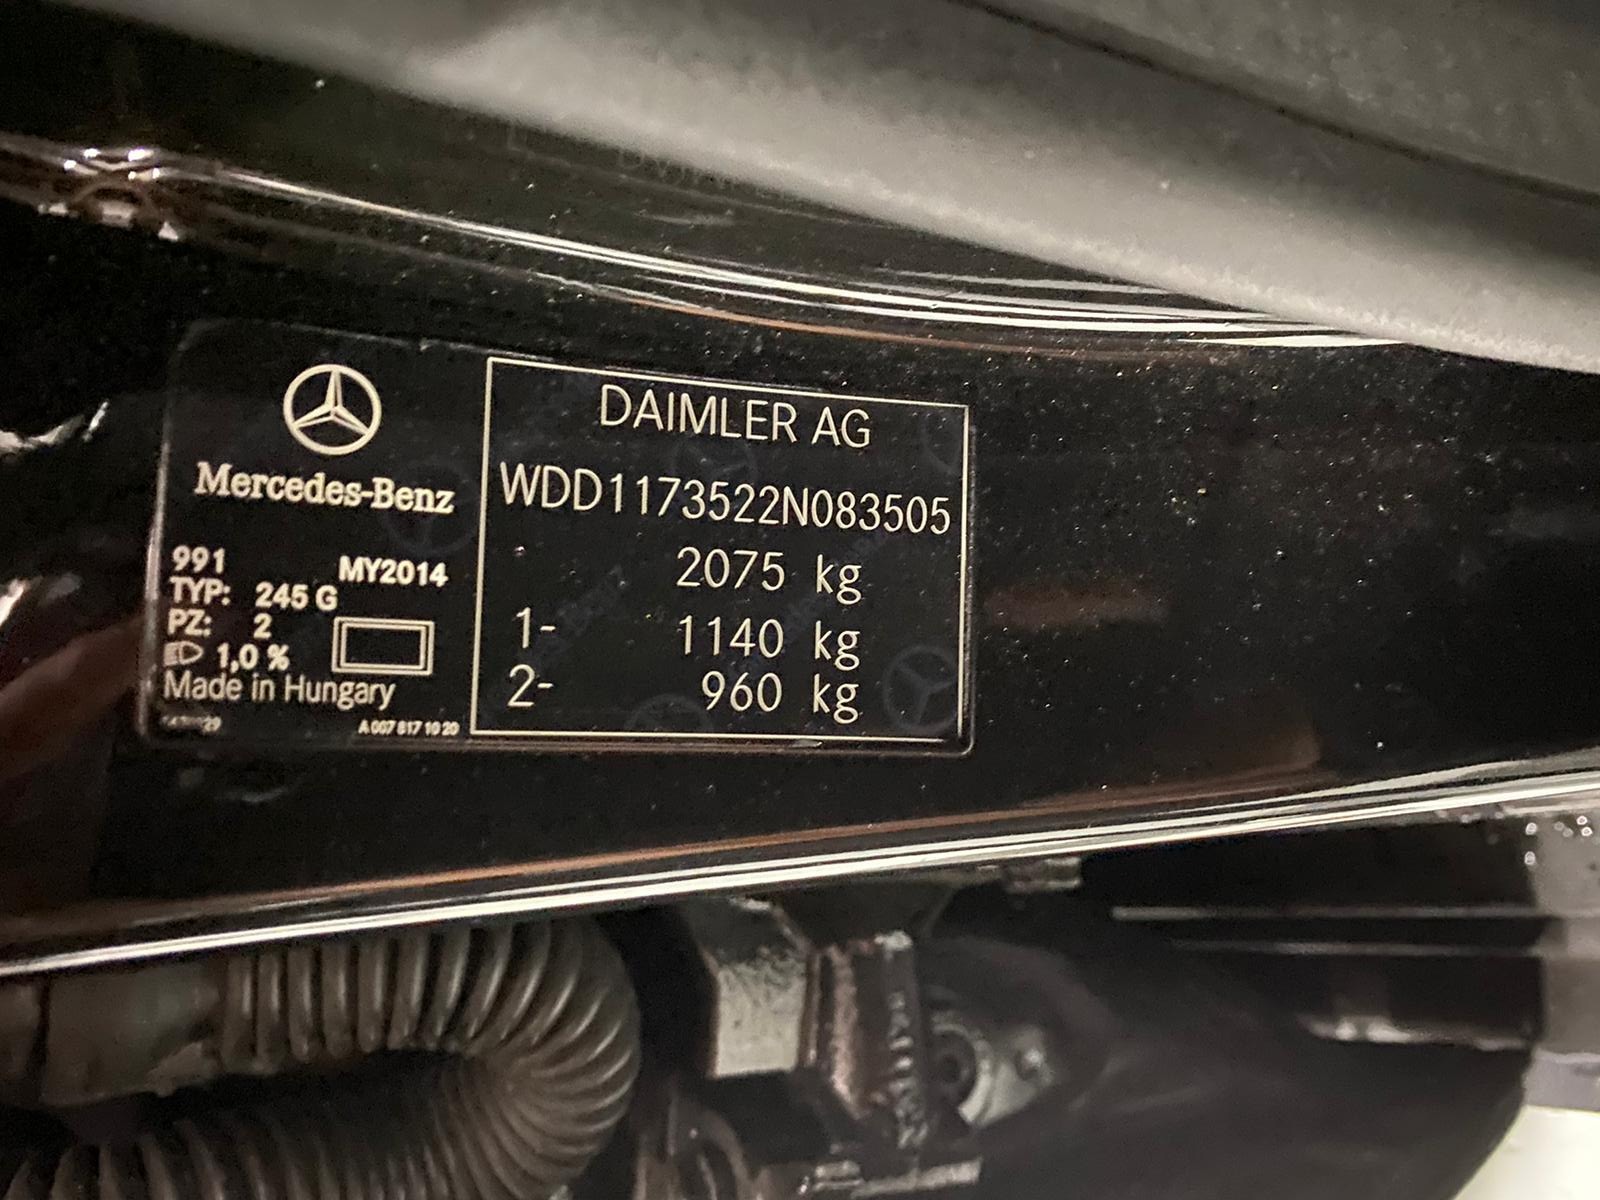 Mercedes-Benz
991 MY2014
TYP: 245 G
PZ: 2
1,0 %
Made in Hungary
A 007 817 10 20
DAIMLER AG
WDD1173522N083505
2075 kg
1- 1140 kg
2- 960 kg